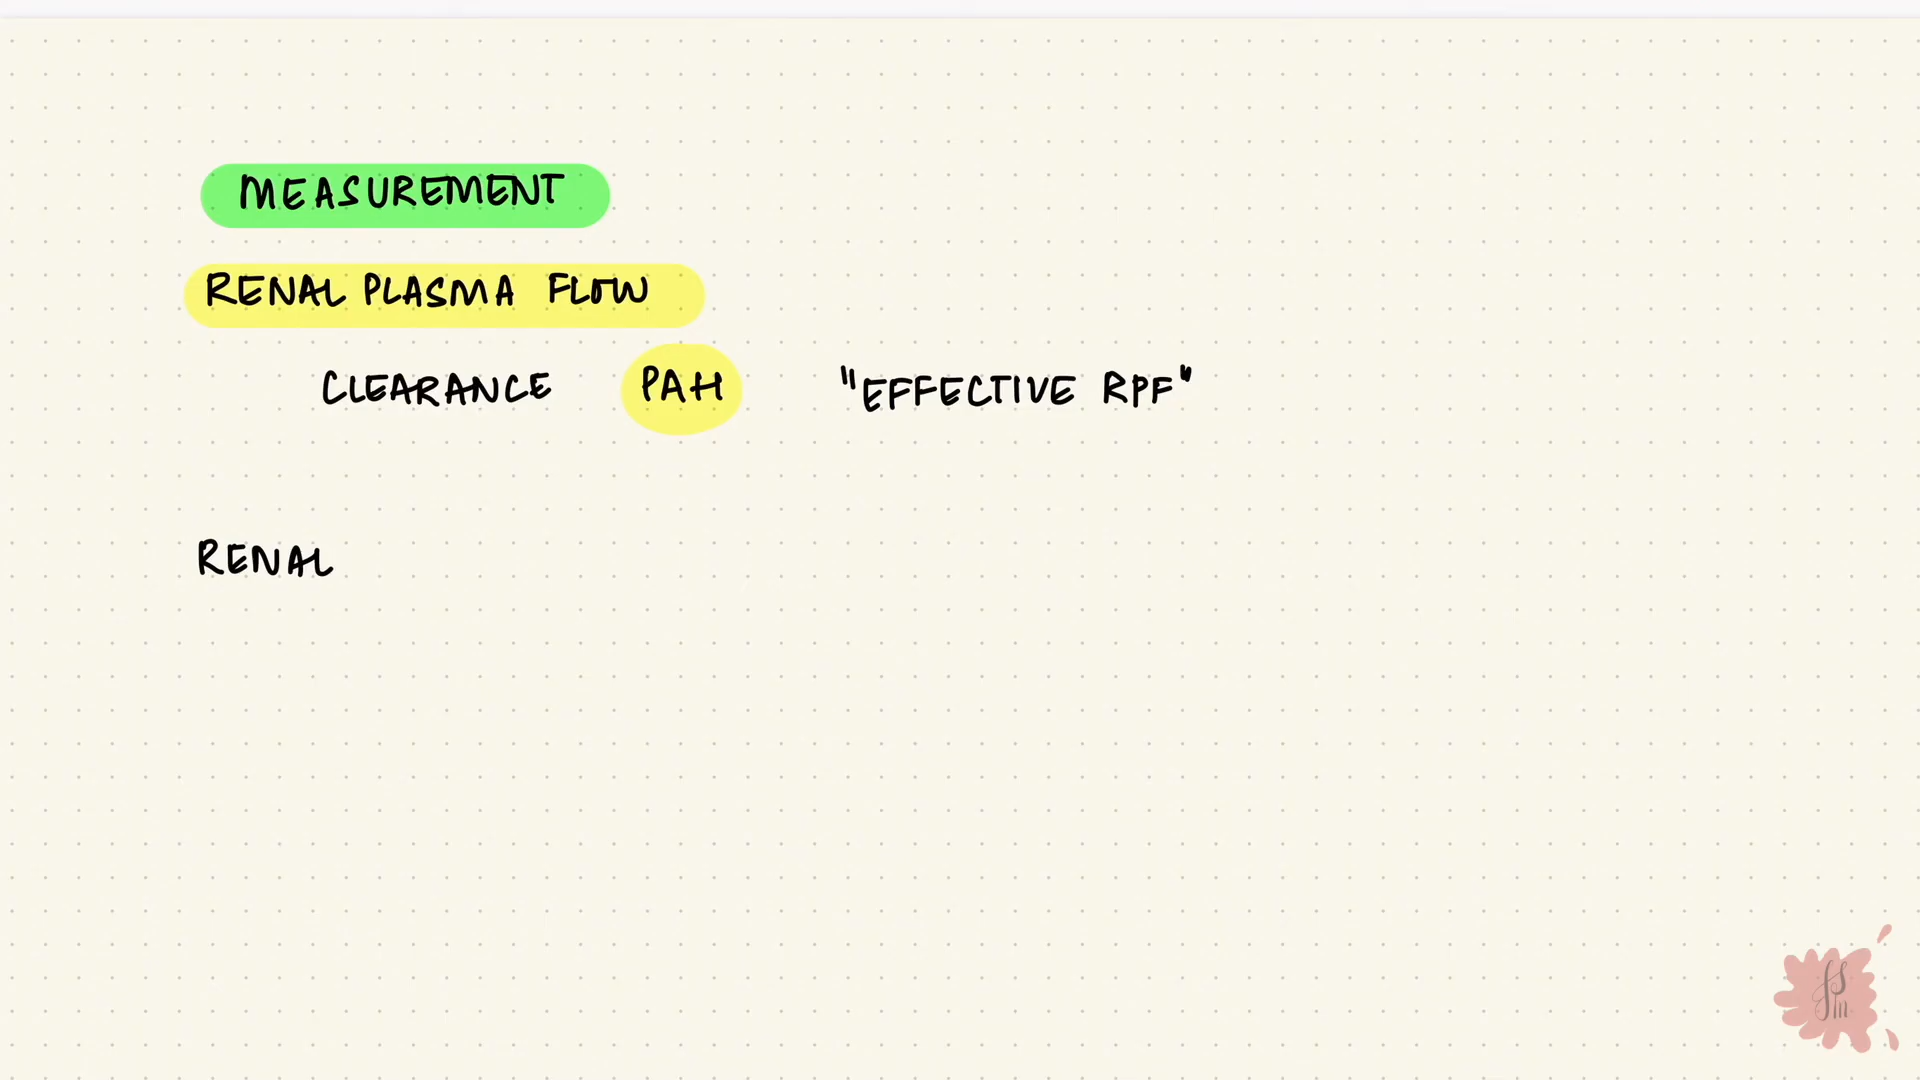 MEASUREMENT
RENAL PLASMA FLOW
CLEARANCE PAH "EFFECTIVE RPF"
RENAL